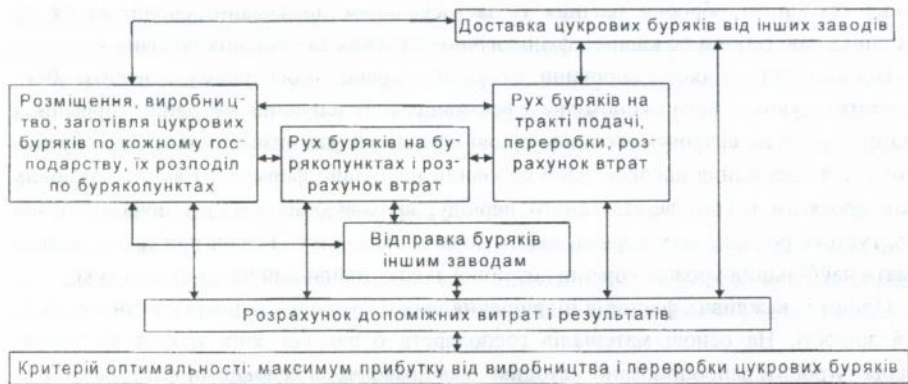 Доставка цукрових буряків від інших заводів
Розміщення, виробниц-
тво, заготівля цукрових
буряків по кожному гос-
подарству, їх розподіл
по бурякопунктах
Рух буряків на бу-
рякопунктах і роз-
рахунок втрат
Рух буряків на
тракті подачі,
переробки, роз-
рахунок втрат
Відправка буряків
іншим заводам
Розрахунок допоміжних витрат і результатів
Критерій оптимальності: максимум прибутку від виробництва і переробки цукрових буряків